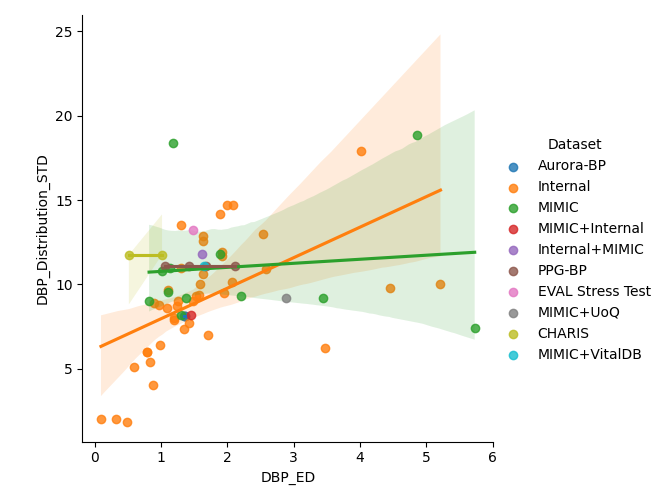 25
20
15
10
5
DBP_Distribution_STD
0 1 2 3 4 5 6
DBP_ED
Dataset
Aurora-BP
Internal
MIMIC
MIMIC+Internal
Internal+MIMIC
PPG-BP
EVAL Stress Test
MIMIC+UoQ
CHARIS
MIMIC+VitalDB